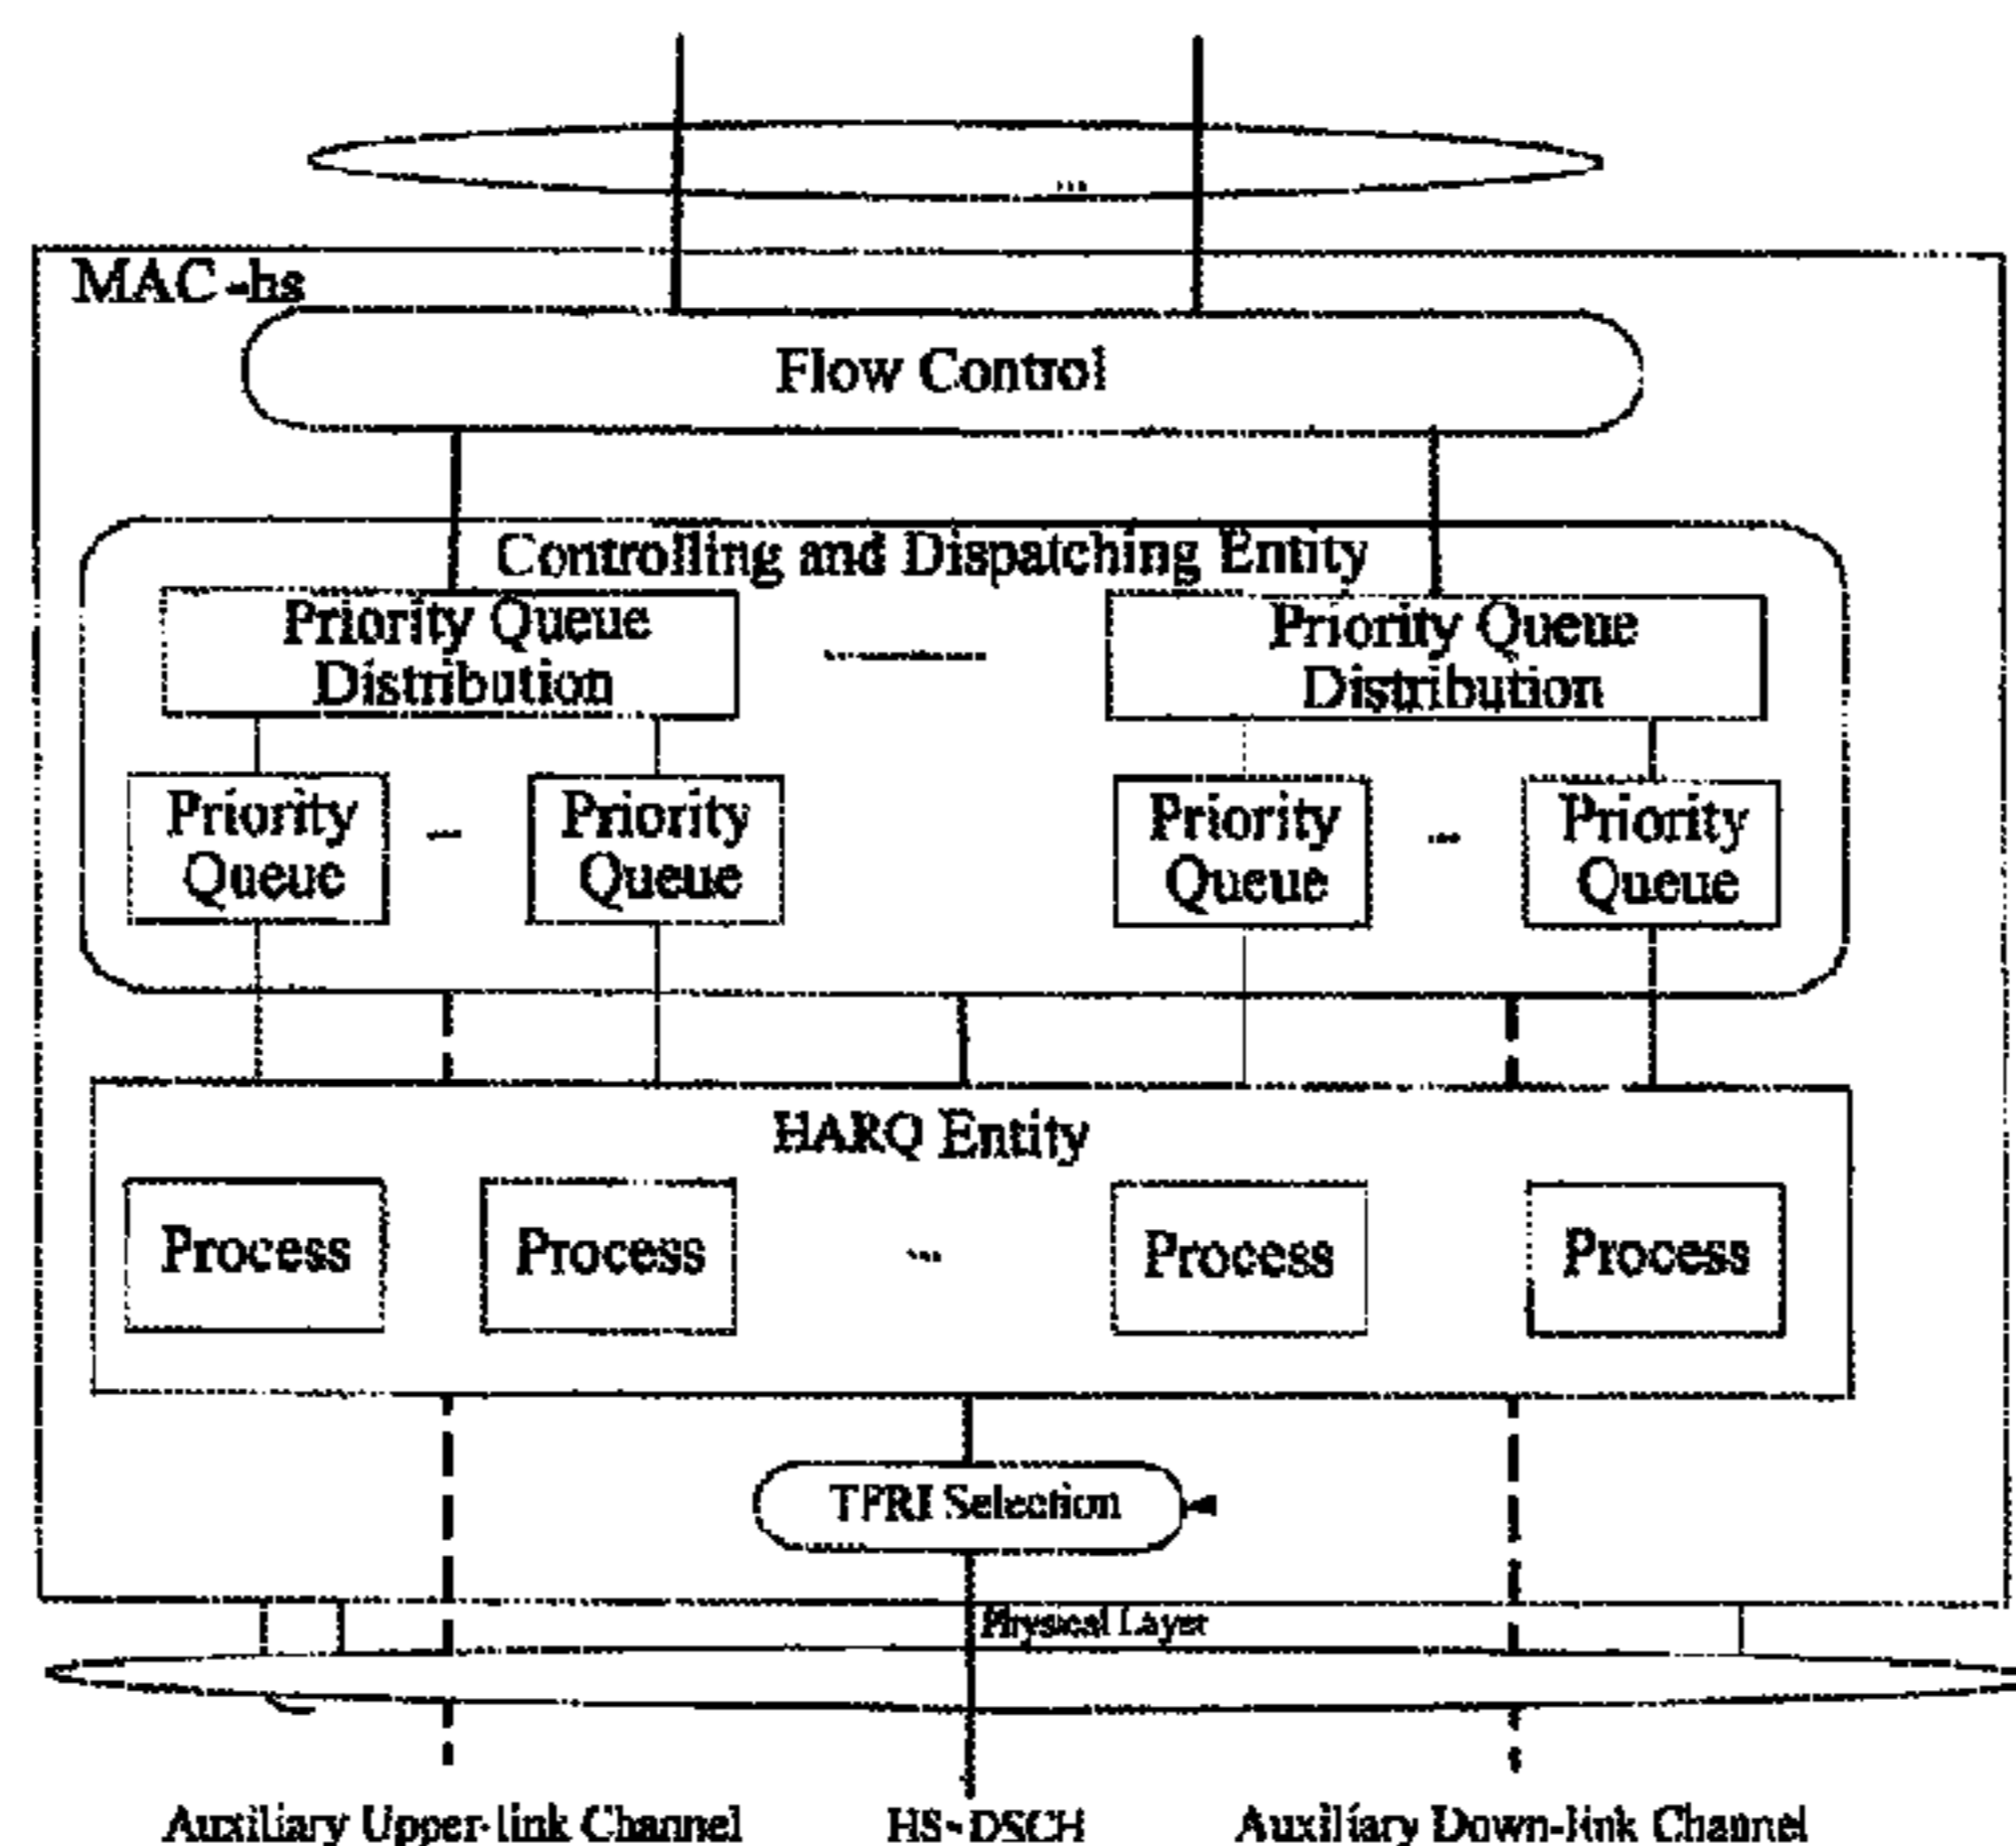 MAC-hs
Flow Control
Controlling and Dispatching Entity
Priority Queue
Distribution
Priority Queue
Distribution
Priority
Queue
Priority
Queue
Priority
Queue
Priority
Queue
HARQ Entity
Process
Process
Process
Process
TFRI Selection
Physical Layer
Auxiliary Upper-link Channel
HS-DSCH
Auxiliary Down-link Channel